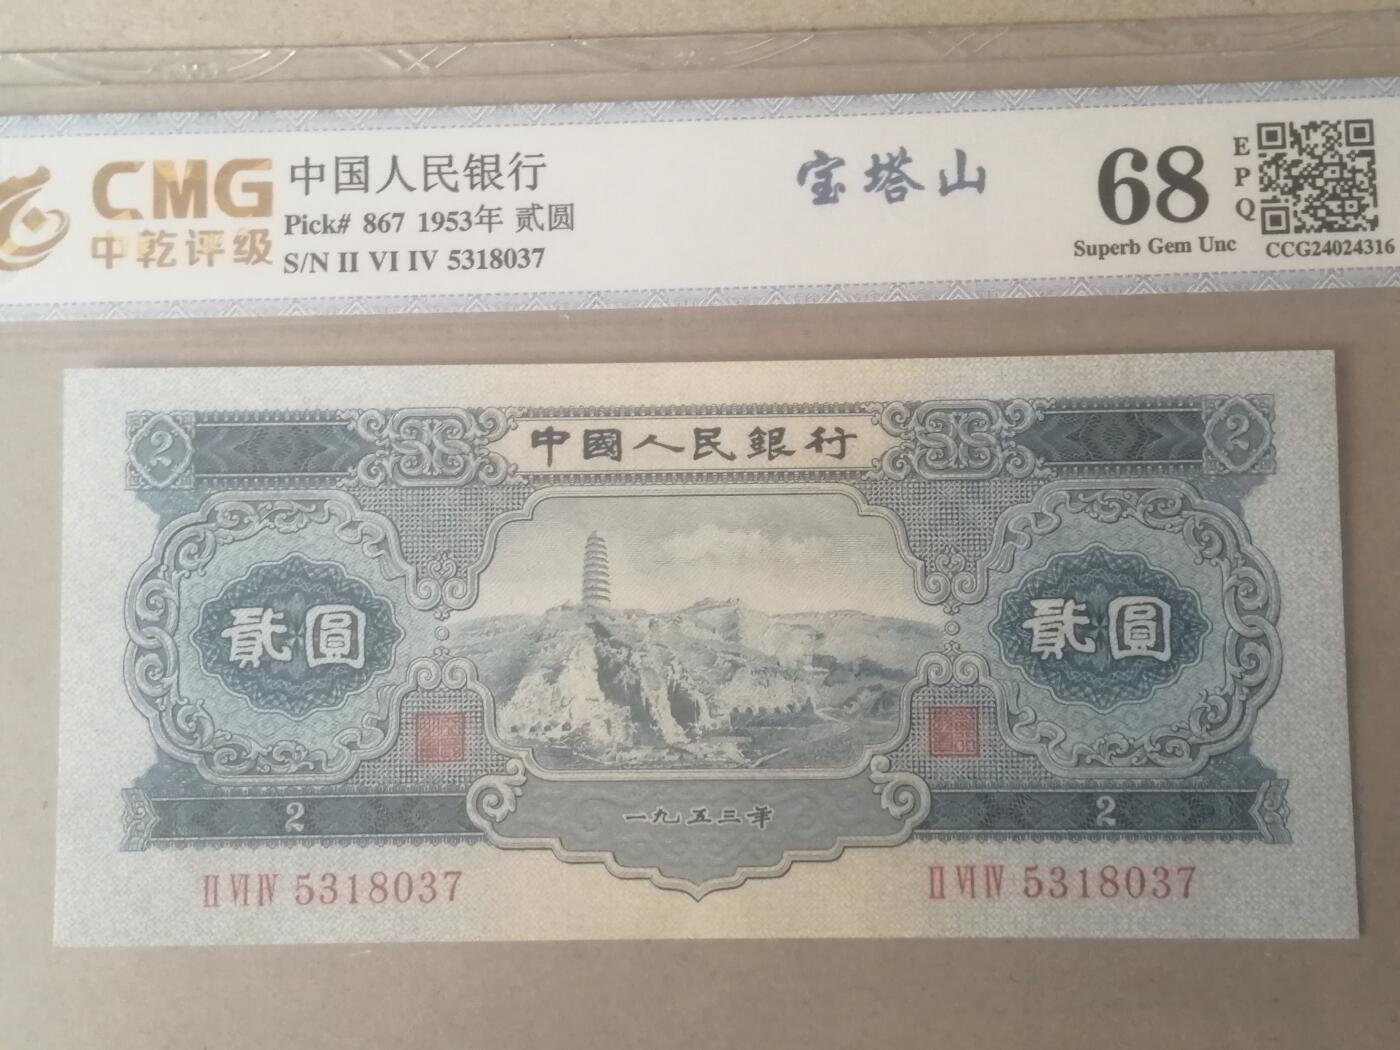 CMG
中乾评级
中国人民银行
Pick# 867 1953年 贰圆
S/N II VI IV 5318037
宝塔山
68
EPQ
Superb Gem Unc
CCG24024316
2
中國人民銀行
2
貳圓
貳圓
2
一九五三年
2
II VI IV 5318037
II VI IV 5318037